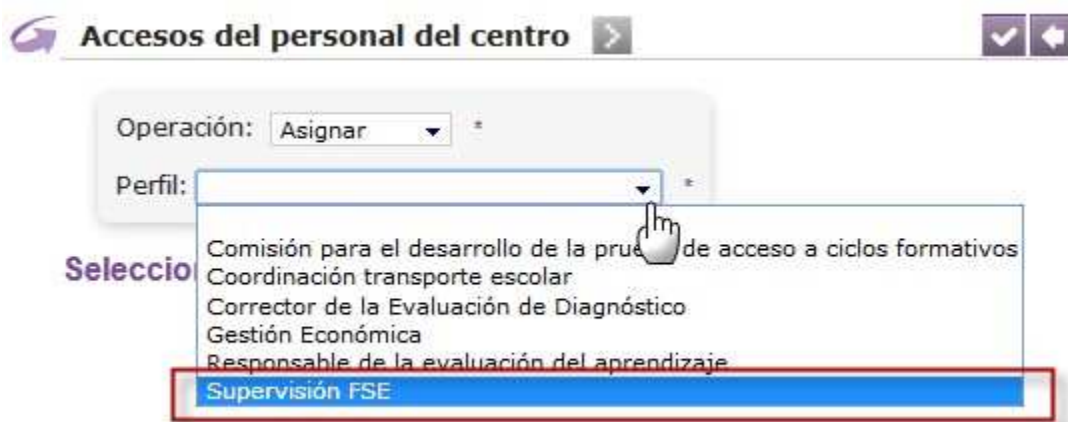 Accesos del personal del centro
Operación: Asignar *
Perfil: *
Comisión para el desarrollo de la de acceso a ciclos formativos
Seleccio
Coordinación transporte escolar
Corrector de la Evaluación de Diagnóstico
Gestión Económica
Responsable de la evaluación del aprendizaje
Supervisión FSE